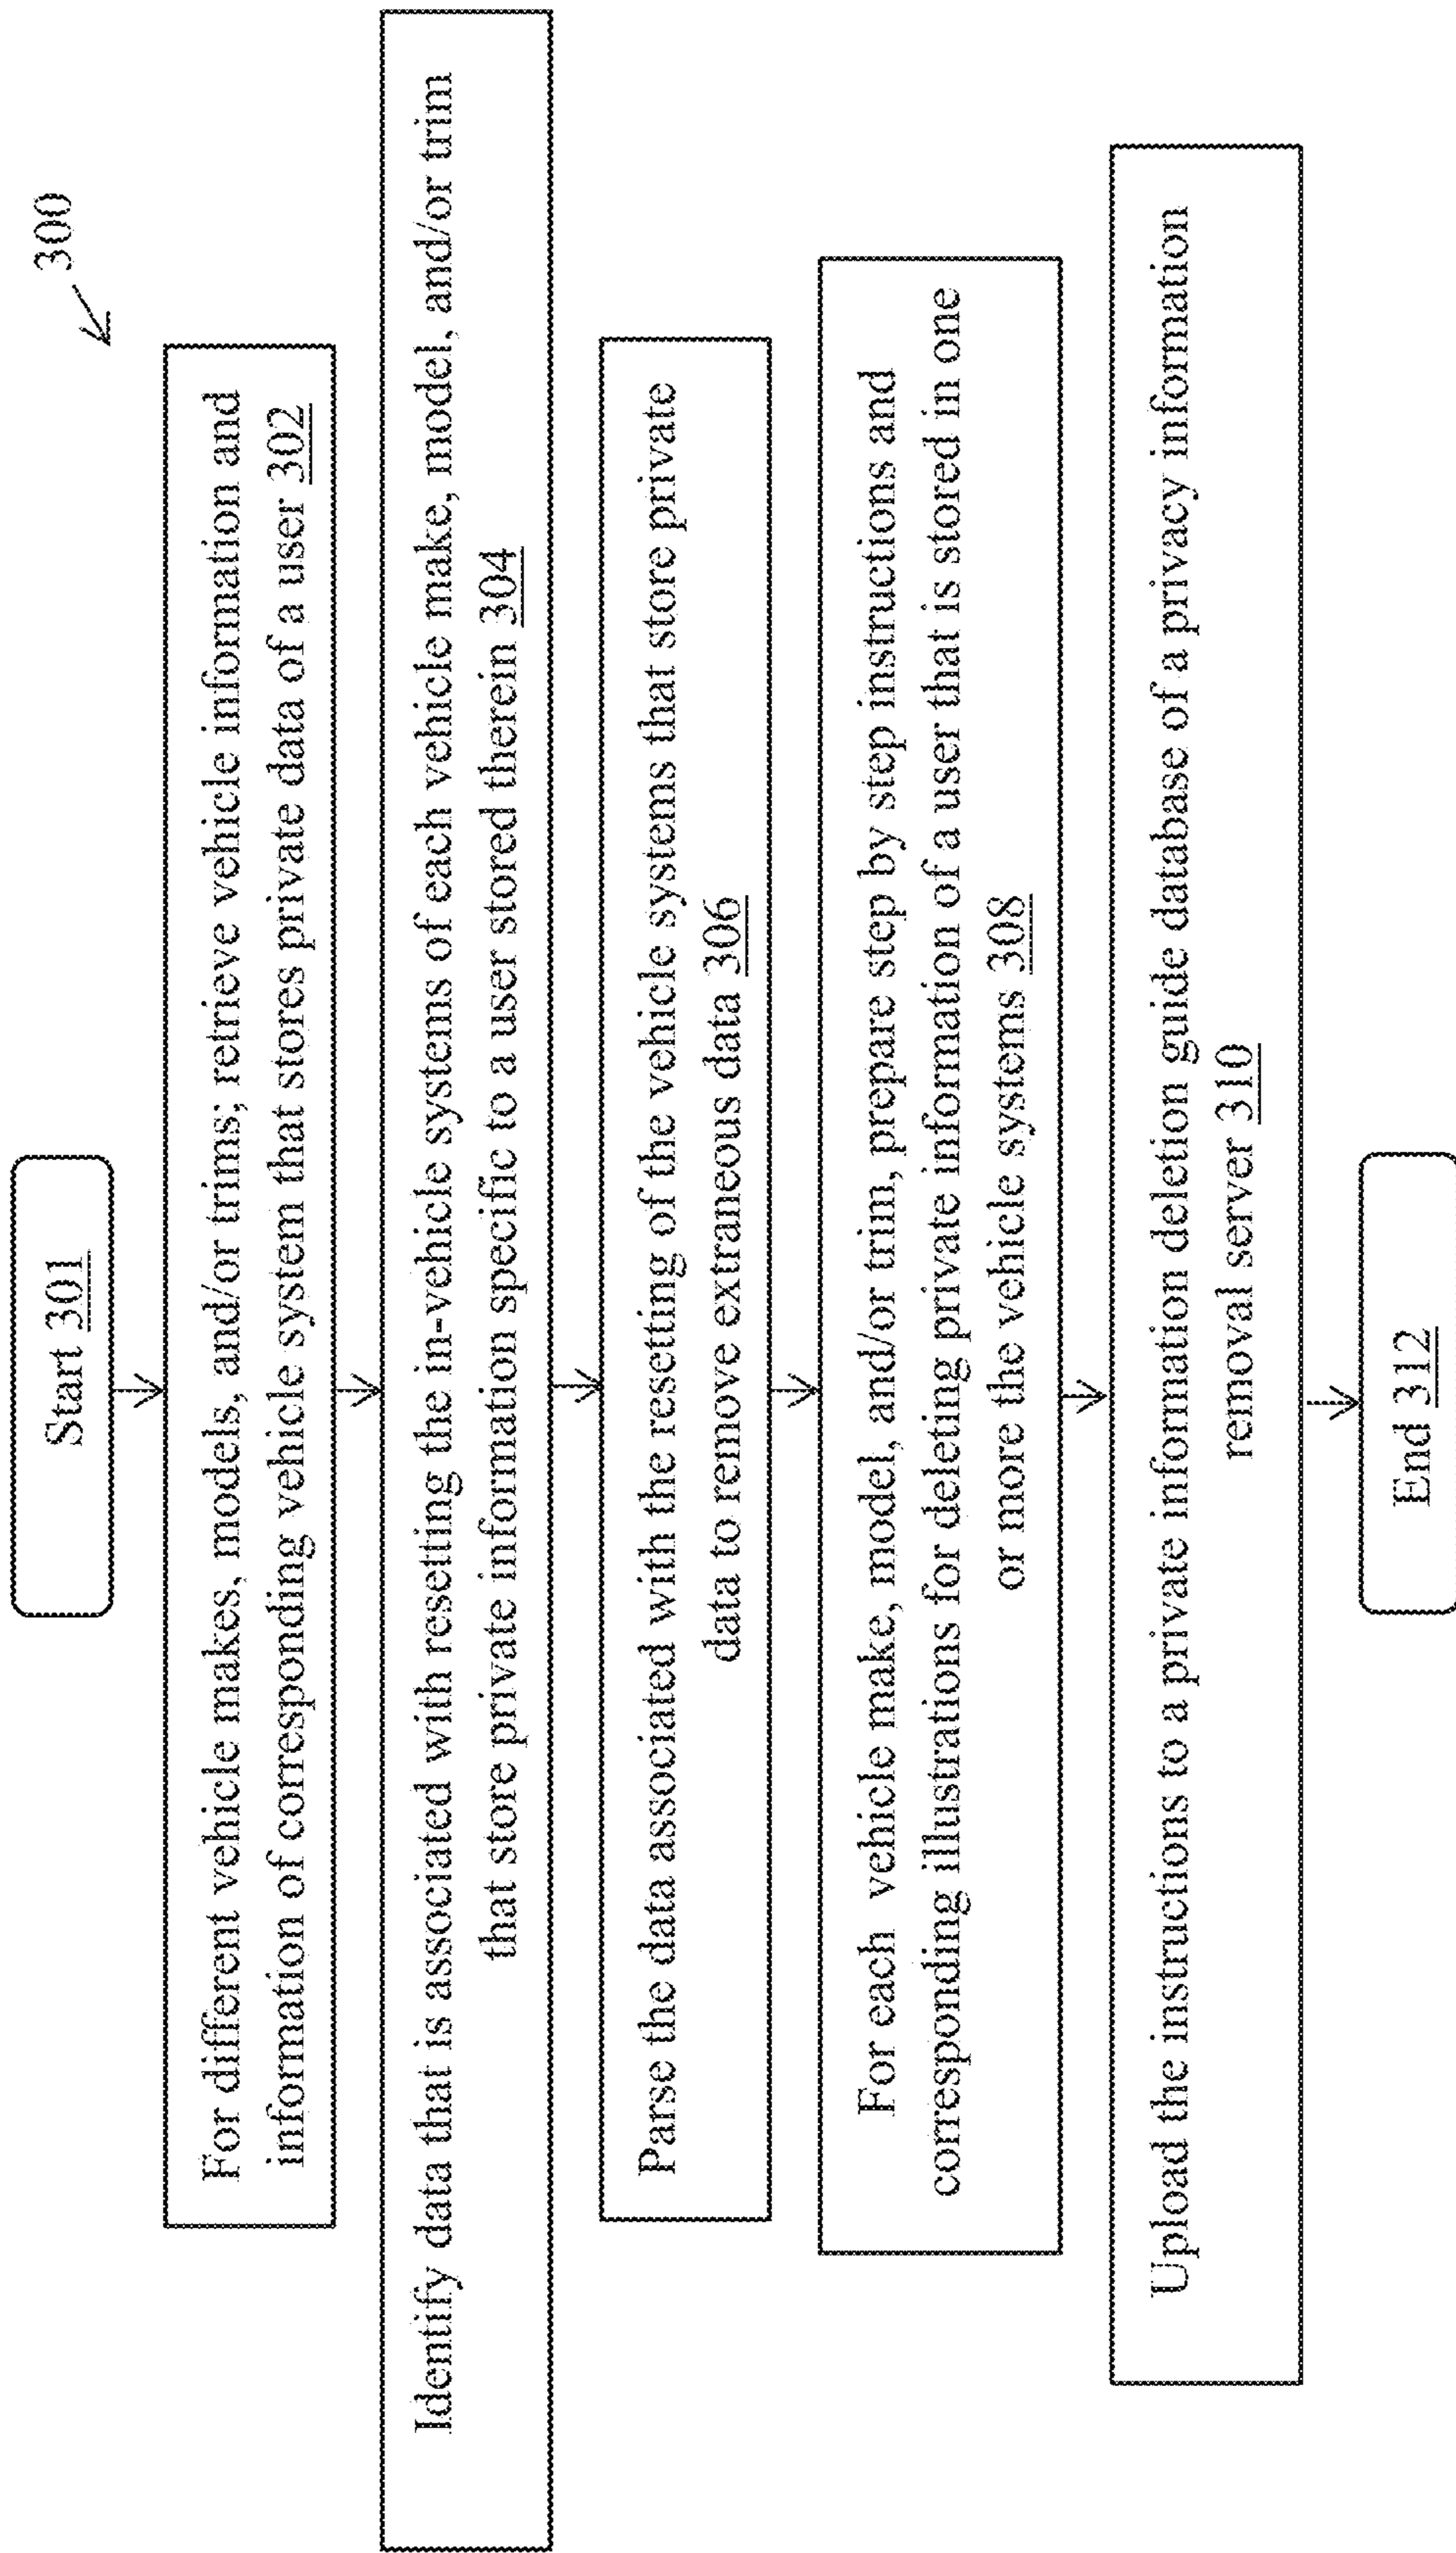 300
Start 301
For different vehicle makes, models, and/or trims; retrieve vehicle information and
information of corresponding vehicle system that stores private data of a user 302
Identify data that is associated with resetting the in-vehicle systems of each vehicle make, model, and/or trim
that store private information specific to a user stored therein 304
Parse the data associated with the resetting of the vehicle systems that store private
data to remove extraneous data 306
For each vehicle make, model, and/or trim, prepare step by step instructions and
corresponding illustrations for deleting private information of a user that is stored in one
or more the vehicle systems 308
Upload the instructions to a private information deletion guide database of a privacy information
removal server 310
End 312